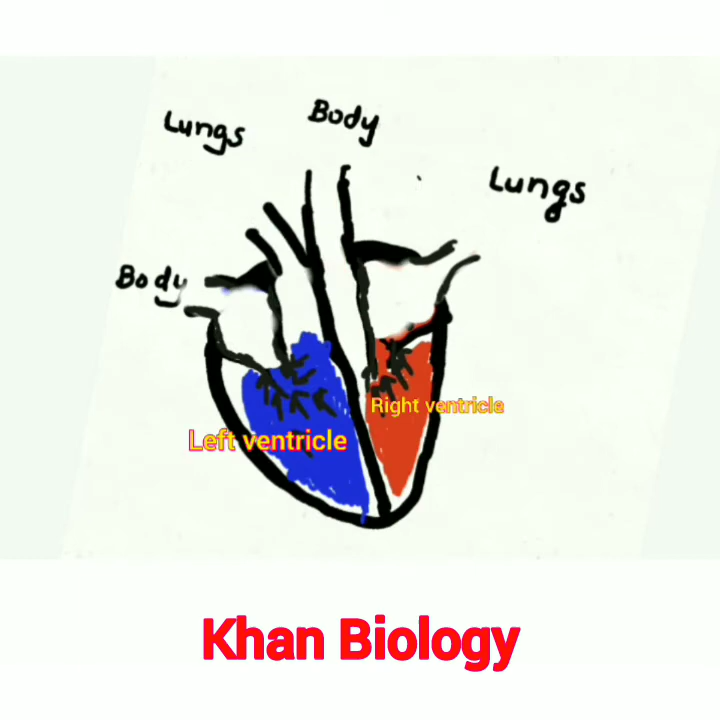 Lungs
Body
Lungs
Body
Right ventricle
Left ventricle
Khan Biology